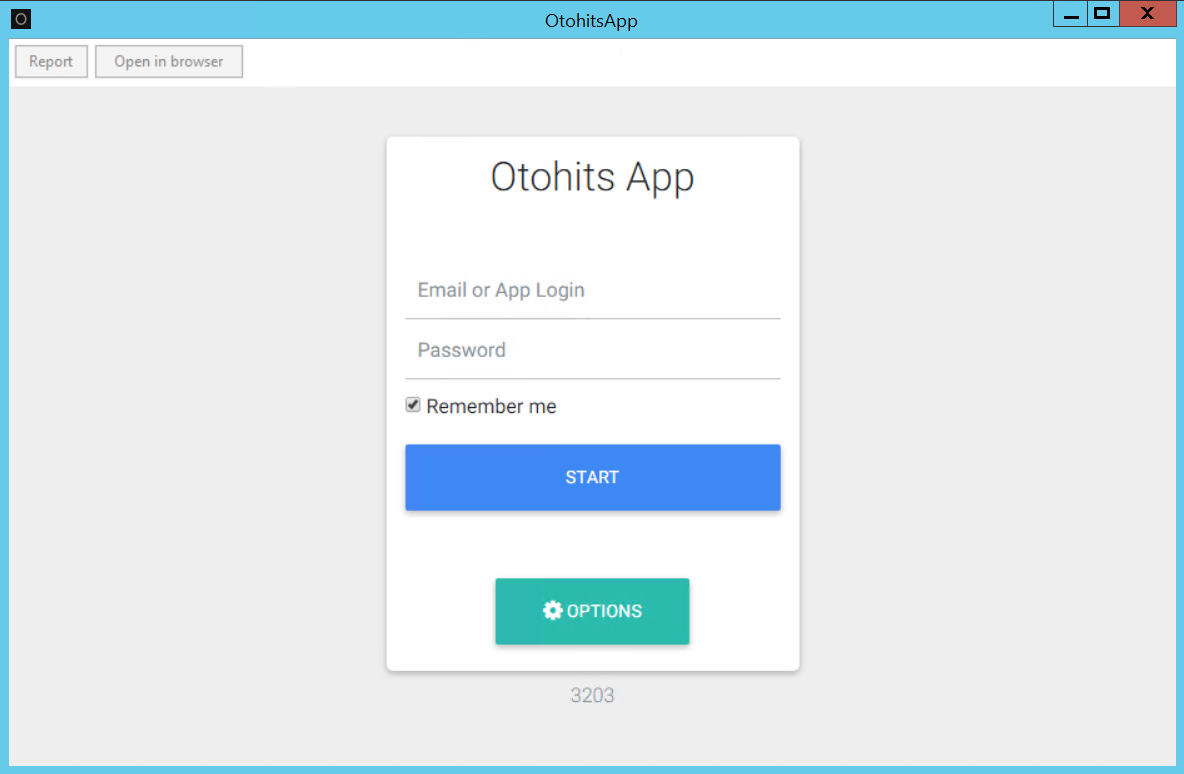 OtohitsApp
Report
Open in browser
Otohits App
Email or App Login
Password
Remember me
START
OPTIONS
3203